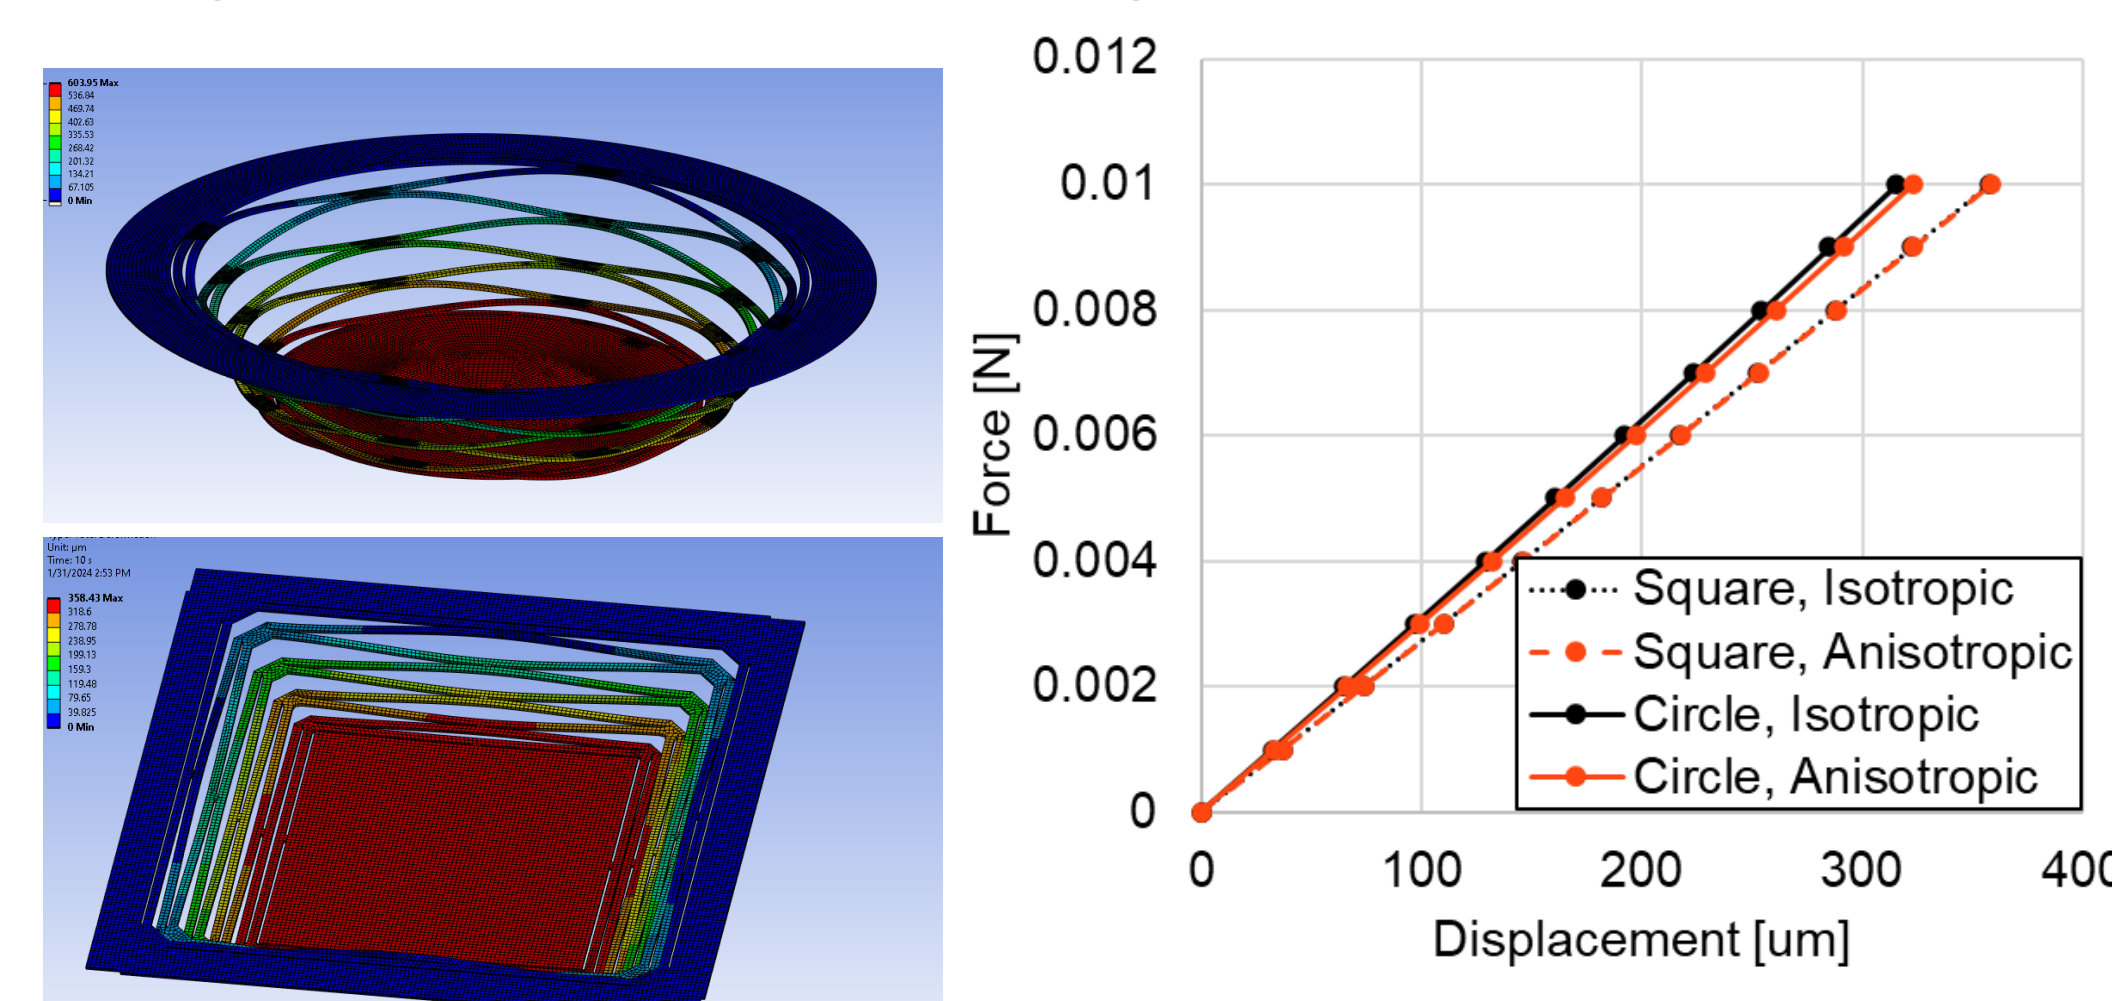 603.95 Max
536.84
469.74
402.63
335.53
268.42
201.32
134.21
67.105
0 Min
Unit: µm
Time: 10 s
1/31/2024 2:53 PM
358.43 Max
318.6
278.78
238.95
199.13
159.3
119.48
79.65
39.825
0 Min
0.012
0.01
0.008
0.006
0.004
0.002
0
Force [N]
0 100 200 300 400
Displacement [um]
Square, Isotropic
Square, Anisotropic
Circle, Isotropic
Circle, Anisotropic